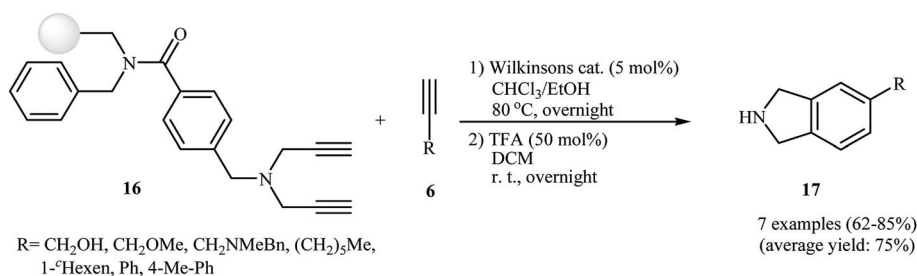 O
N
N
16
+
R
6
1) Wilkinsons cat. (5 mol%)
CHCl₃/EtOH
80 °C, overnight
2) TFA (50 mol%)
DCM
r. t., overnight
R
HN
17
7 examples (62-85%)
(average yield: 75%)
R= CH₂OH, CH₂OMe, CH₂NMeBn, (CH₂)₅Me,
1-ᶜHexen, Ph, 4-Me-Ph